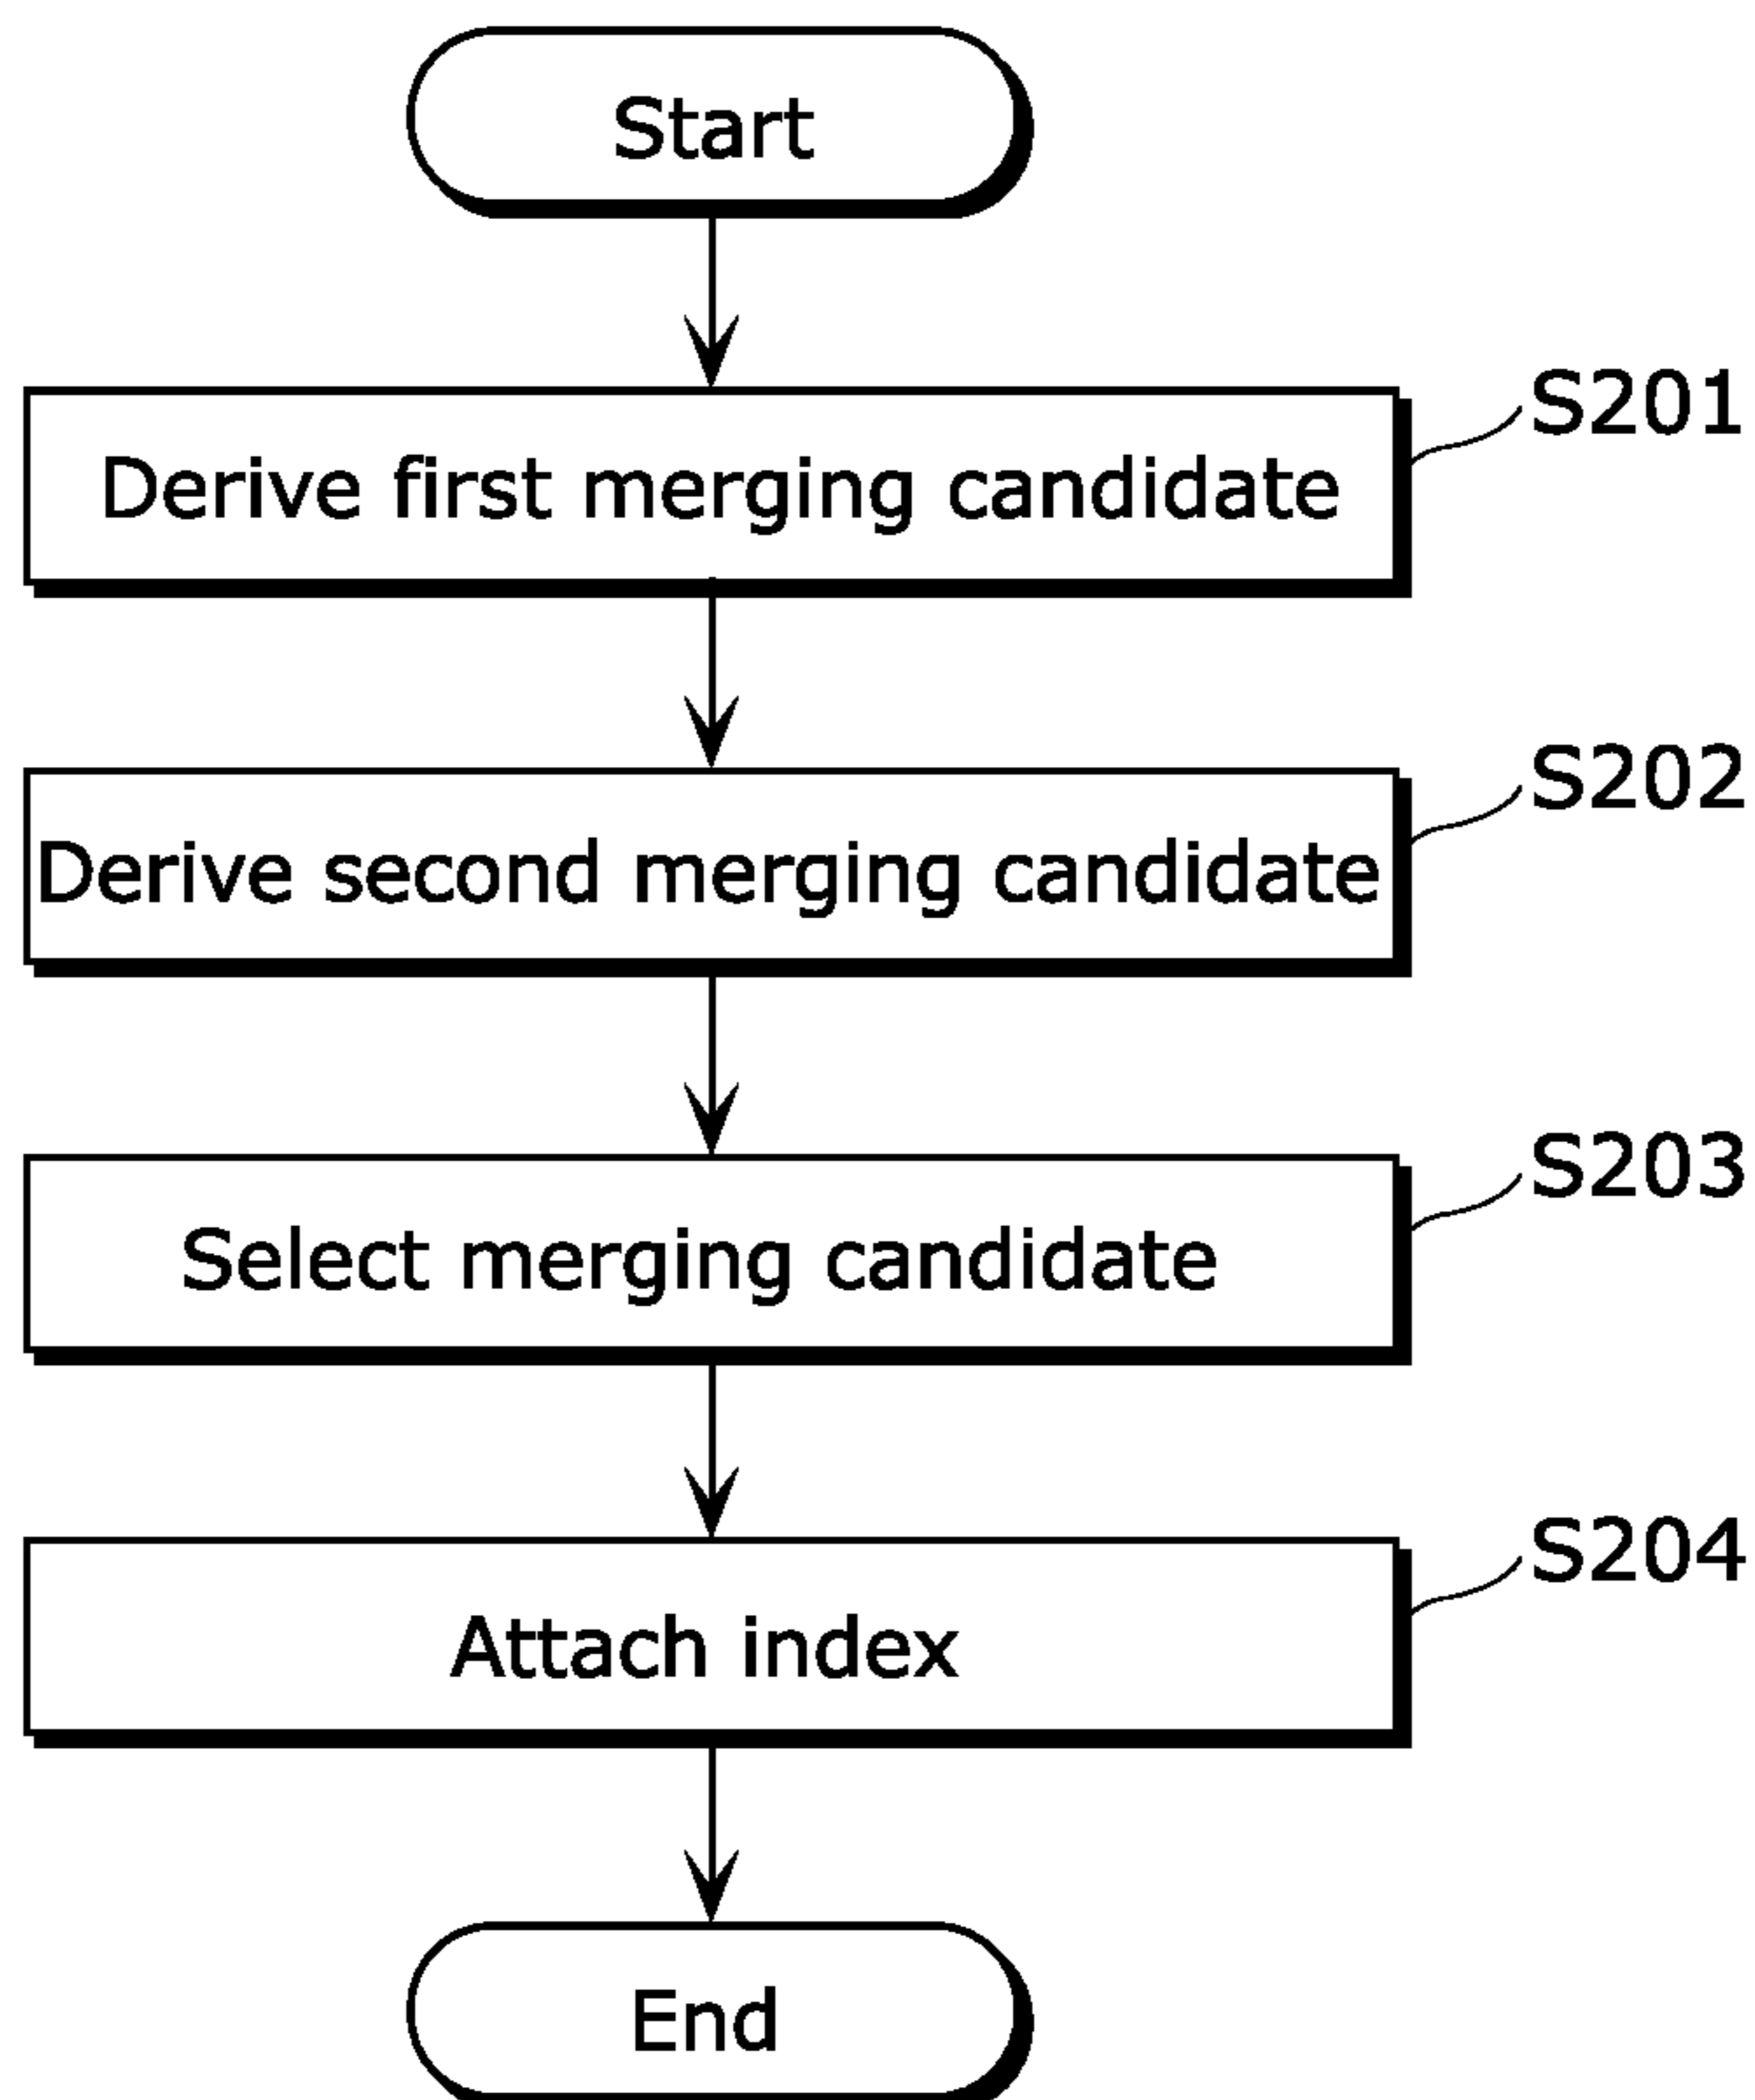 Start
S201
Derive first merging candidate
S202
Derive second merging candidate
S203
Select merging candidate
S204
Attach index
End